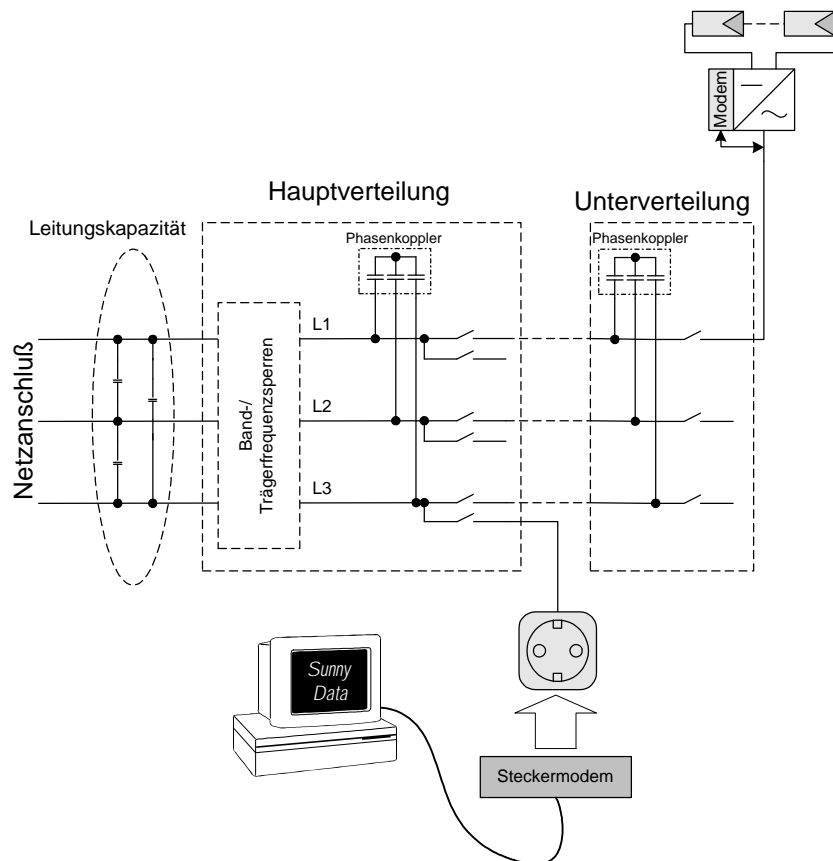 Modem
Hauptverteilung
Unterverteilung
Leitungskapazität
Phasenkoppler
Phasenkoppler
L1
L2
L3
Netzanschluß
Band-/
Trägerfrequenzsperren
Sunny
Data
Steckermodem